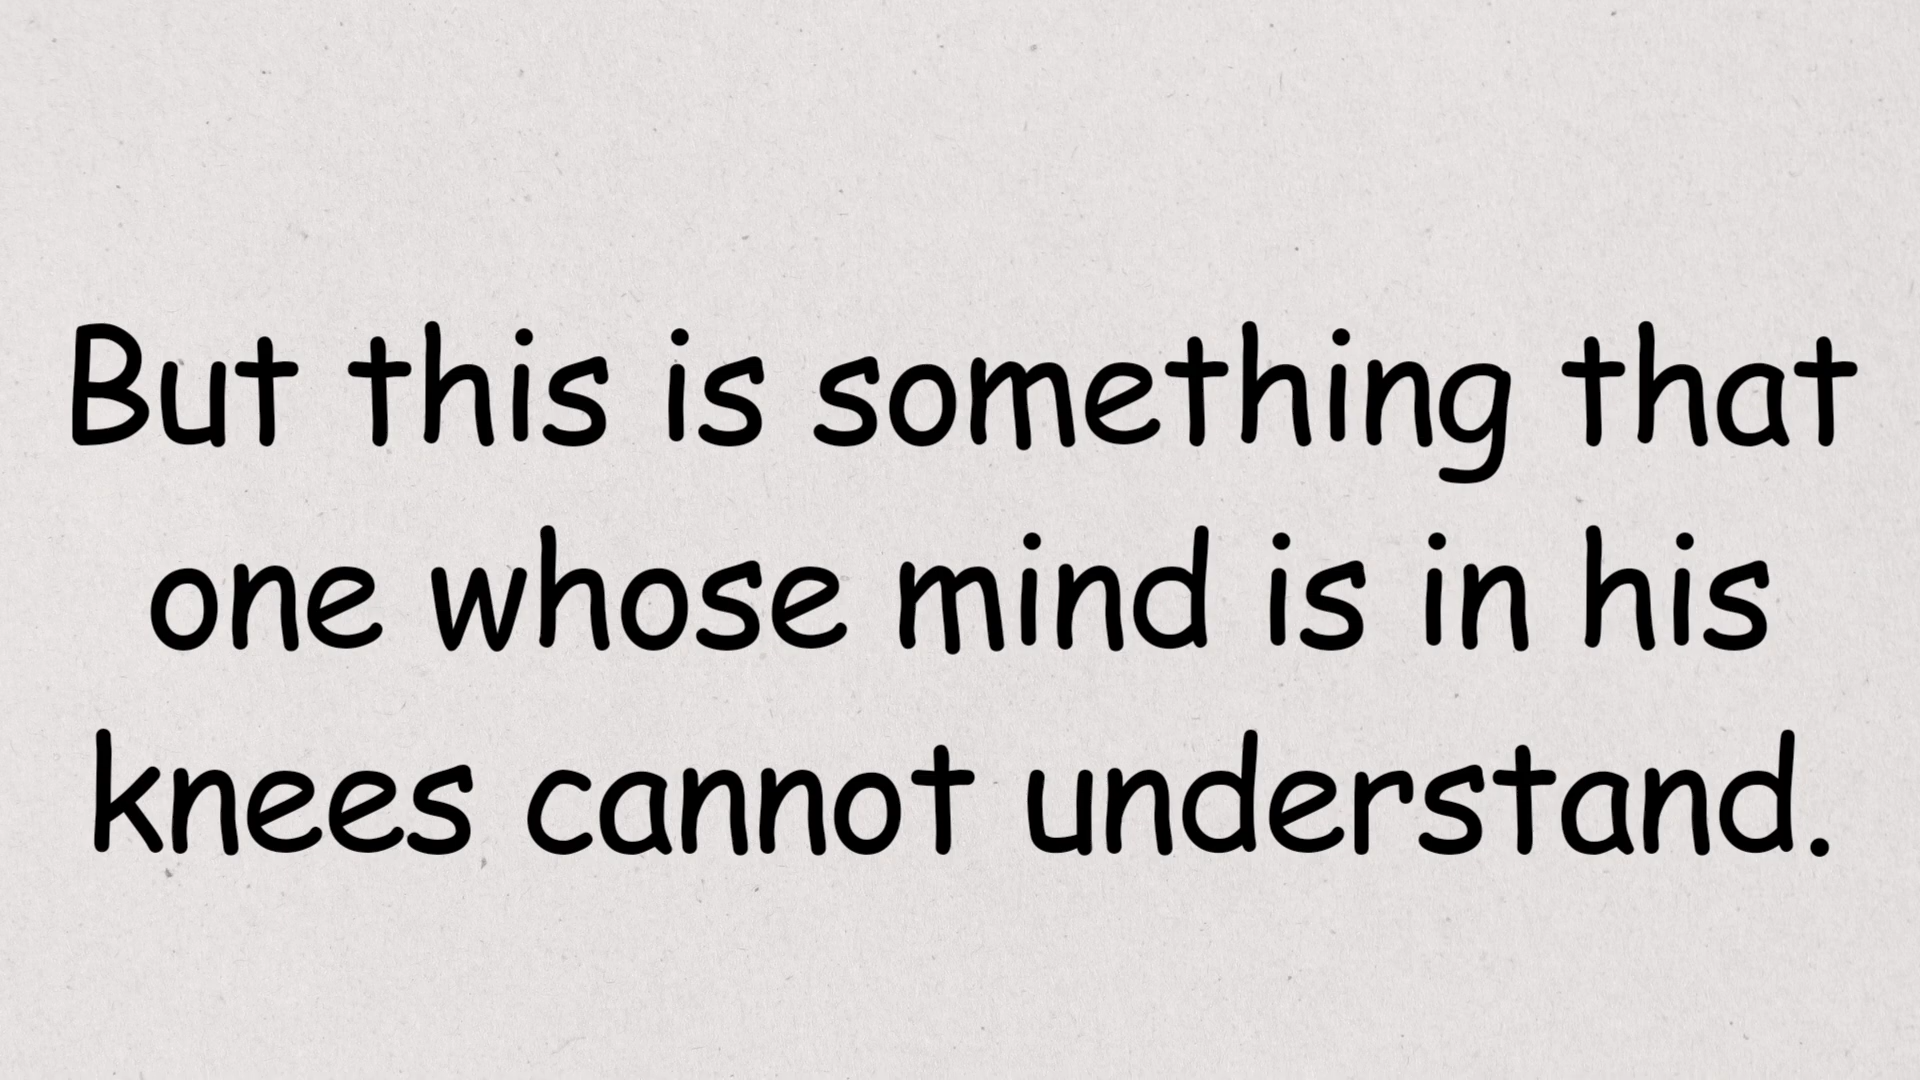 But this is something that
one whose mind is in his
knees cannot understand.